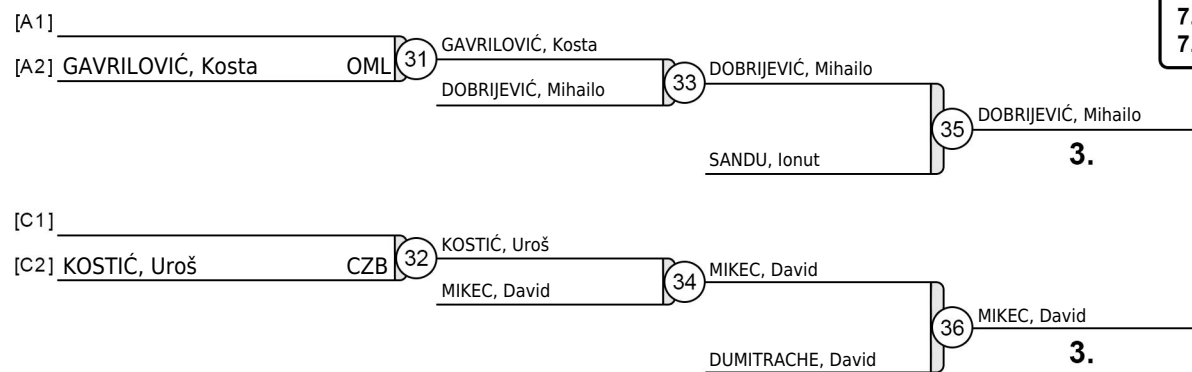 [A1]
[A2] GAVRILOVIĆ, Kosta OML
31
GAVRILOVIĆ, Kosta
DOBRIJEVIĆ, Mihailo
33
DOBRIJEVIĆ, Mihailo
SANDU, Ionut
35
DOBRIJEVIĆ, Mihailo
3.
7.
7.
[C1]
[C2] KOSTIĆ, Uroš CZB
32
KOSTIĆ, Uroš
MIKEC, David
34
MIKEC, David
DUMITRACHE, David
36
MIKEC, David
3.